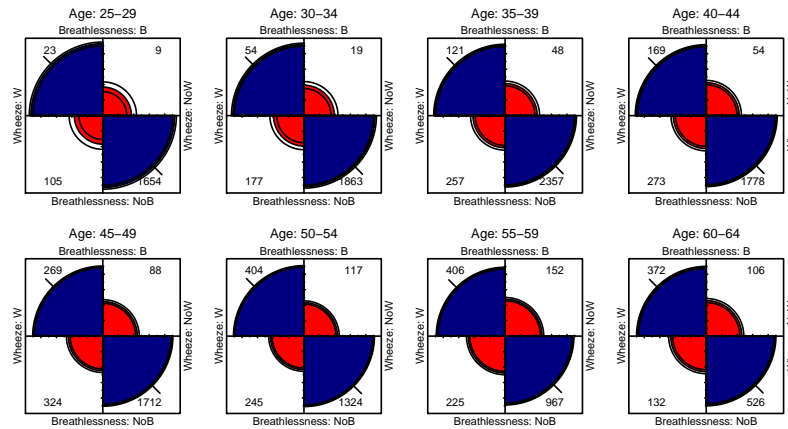 Age: 25−29
Breathlessness: B
23
9
Wheeze: W
Wheeze: NoW
105
1654
Breathlessness: NoB
Age: 30−34
Breathlessness: B
54
19
Wheeze: W
Wheeze: NoW
177
1863
Breathlessness: NoB
Age: 35−39
Breathlessness: B
121
48
Wheeze: W
Wheeze: NoW
257
2357
Breathlessness: NoB
Age: 40−44
Breathlessness: B
169
54
Wheeze: W
273
1778
Breathlessness: NoB
Age: 45−49
Breathlessness: B
269
88
Wheeze: W
Wheeze: NoW
324
1712
Breathlessness: NoB
Age: 50−54
Breathlessness: B
404
117
Wheeze: W
Wheeze: NoW
245
1324
Breathlessness: NoB
Age: 55−59
Breathlessness: B
406
152
Wheeze: W
Wheeze: NoW
225
967
Breathlessness: NoB
Age: 60−64
Breathlessness: B
372
106
Wheeze: W
132
526
Breathlessness: NoB